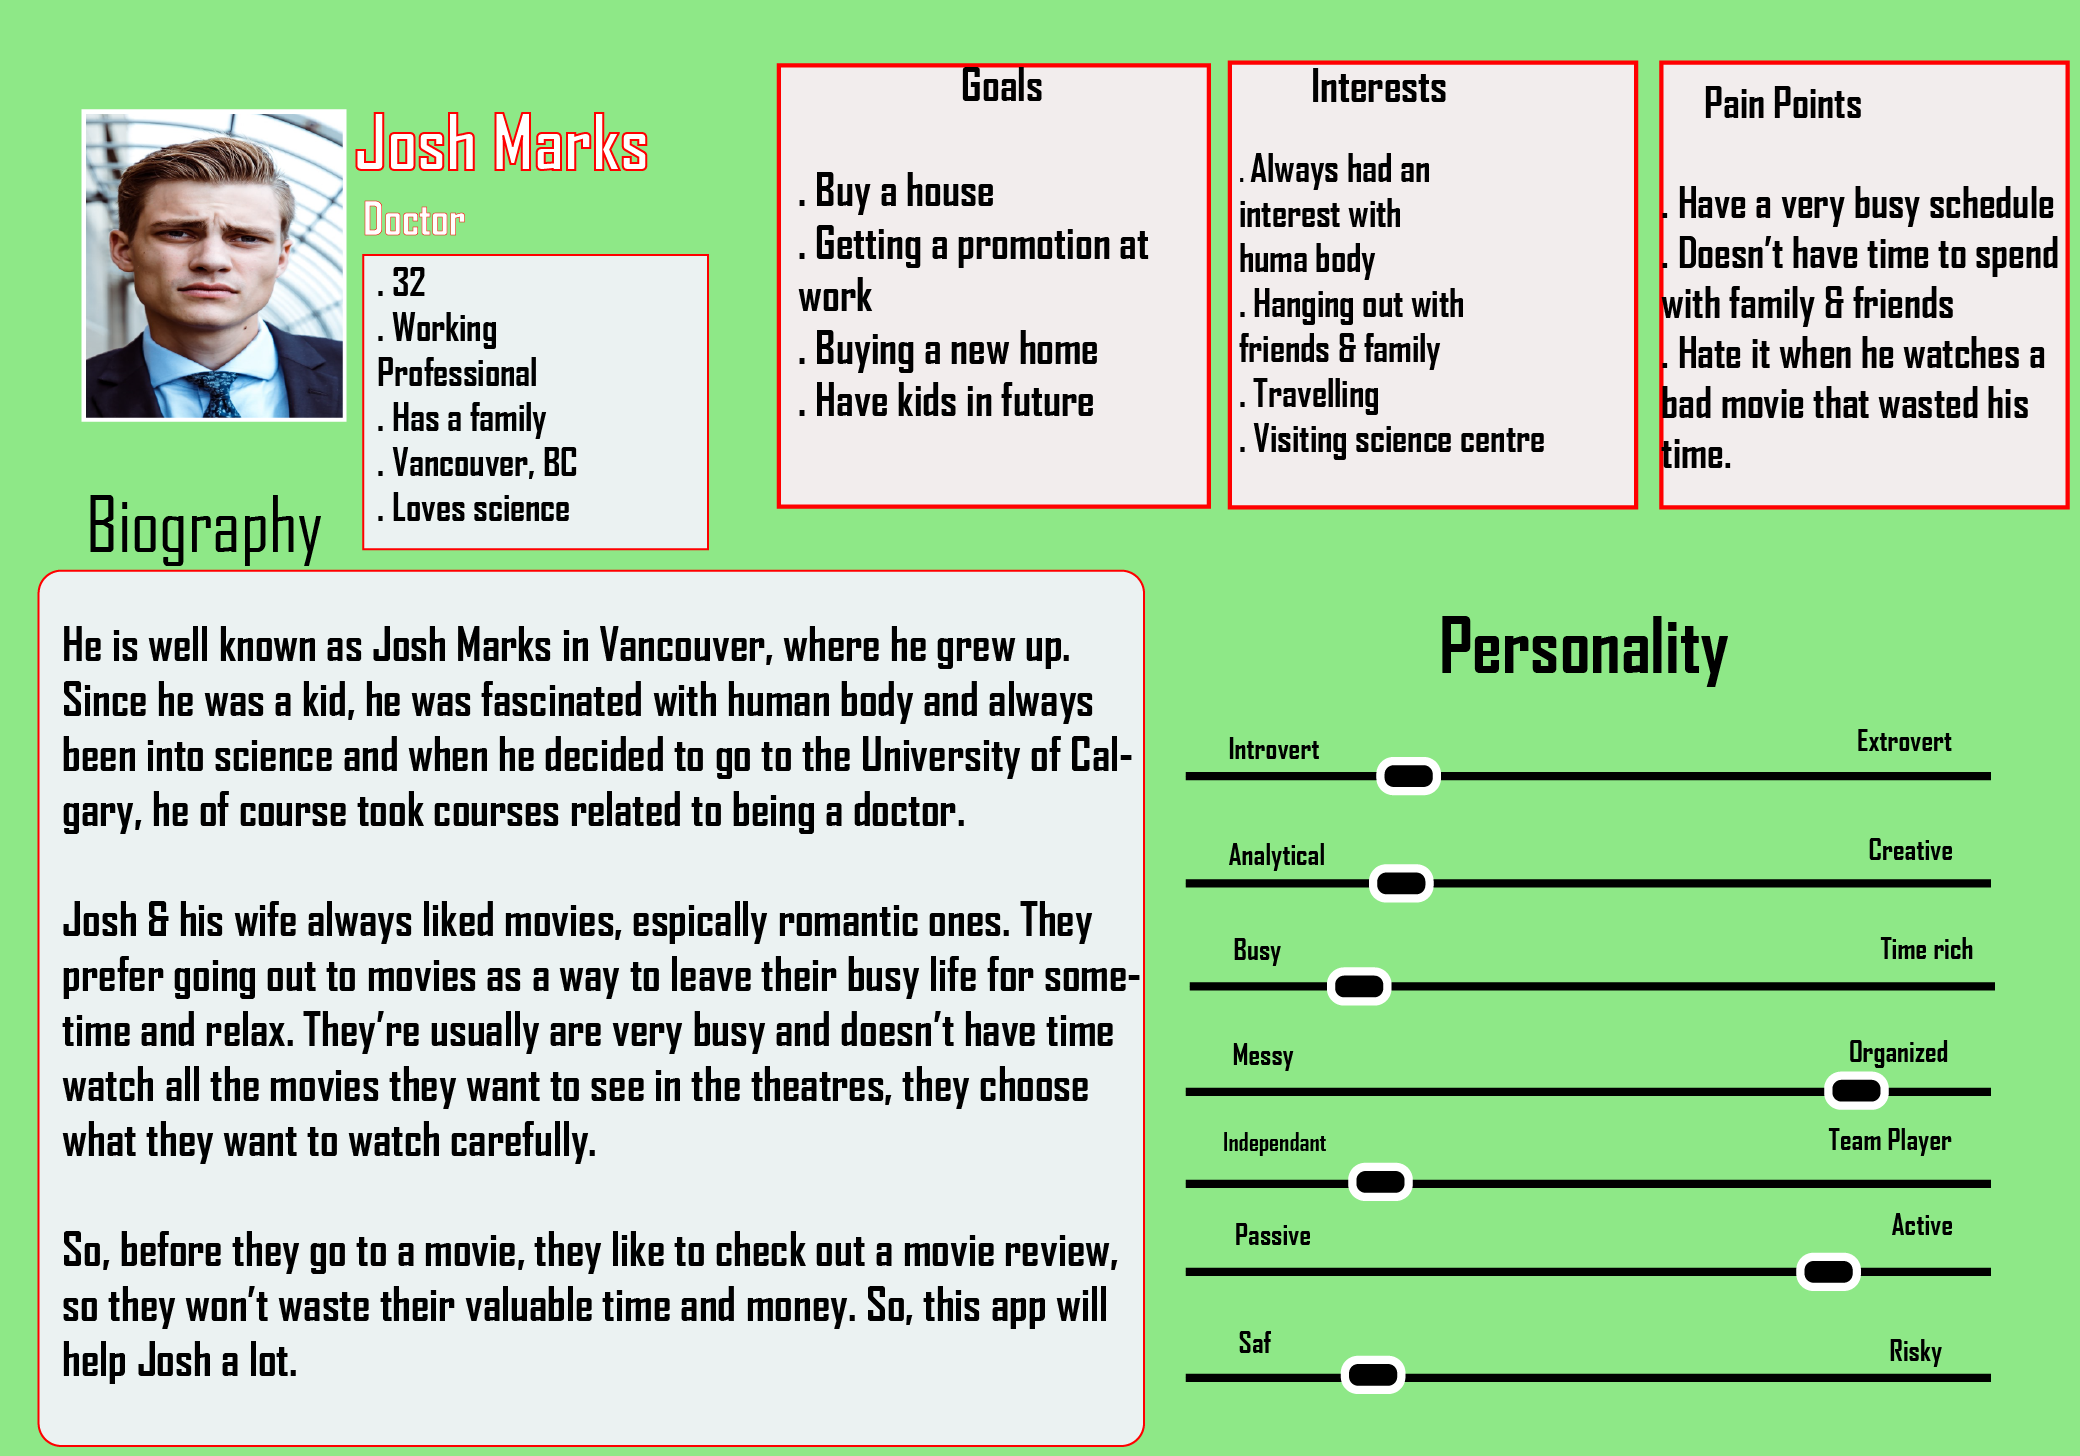 Josh Marks
Doctor
. 32
. Working
Professional
. Has a family
. Vancouver, BC
. Loves science
Goals
. Buy a house
. Getting a promotion at
work
. Buying a new home
. Have kids in future
Interests
. Always had an
interest with
huma body
. Hanging out with
friends & family
. Travelling
. Visiting science centre
Pain Points
. Have a very busy schedule
. Doesn't have time to spend
with family & friends
. Hate it when he watches a
bad movie that wasted his
time.
Biography
He is well known as Josh Marks in Vancouver, where he grew up.
Since he was a kid, he was fascinated with human body and always
been into science and when he decided to go to the University of Cal-
gary, he of course took courses related to being a doctor.
Josh & his wife always liked movies, espically romantic ones. They
prefer going out to movies as a way to leave their busy life for some-
time and relax. They're usually are very busy and doesn't have time
watch all the movies they want to see in the theatres, they choose
what they want to watch carefully.
So, before they go to a movie, they like to check out a movie review,
so they won't waste their valuable time and money. So, this app will
help Josh a lot.
Personality
Introvert Extrovert
Analytical Creative
Busy Time rich
Messy Organized
Independant Team Player
Passive Active
Saf Risky